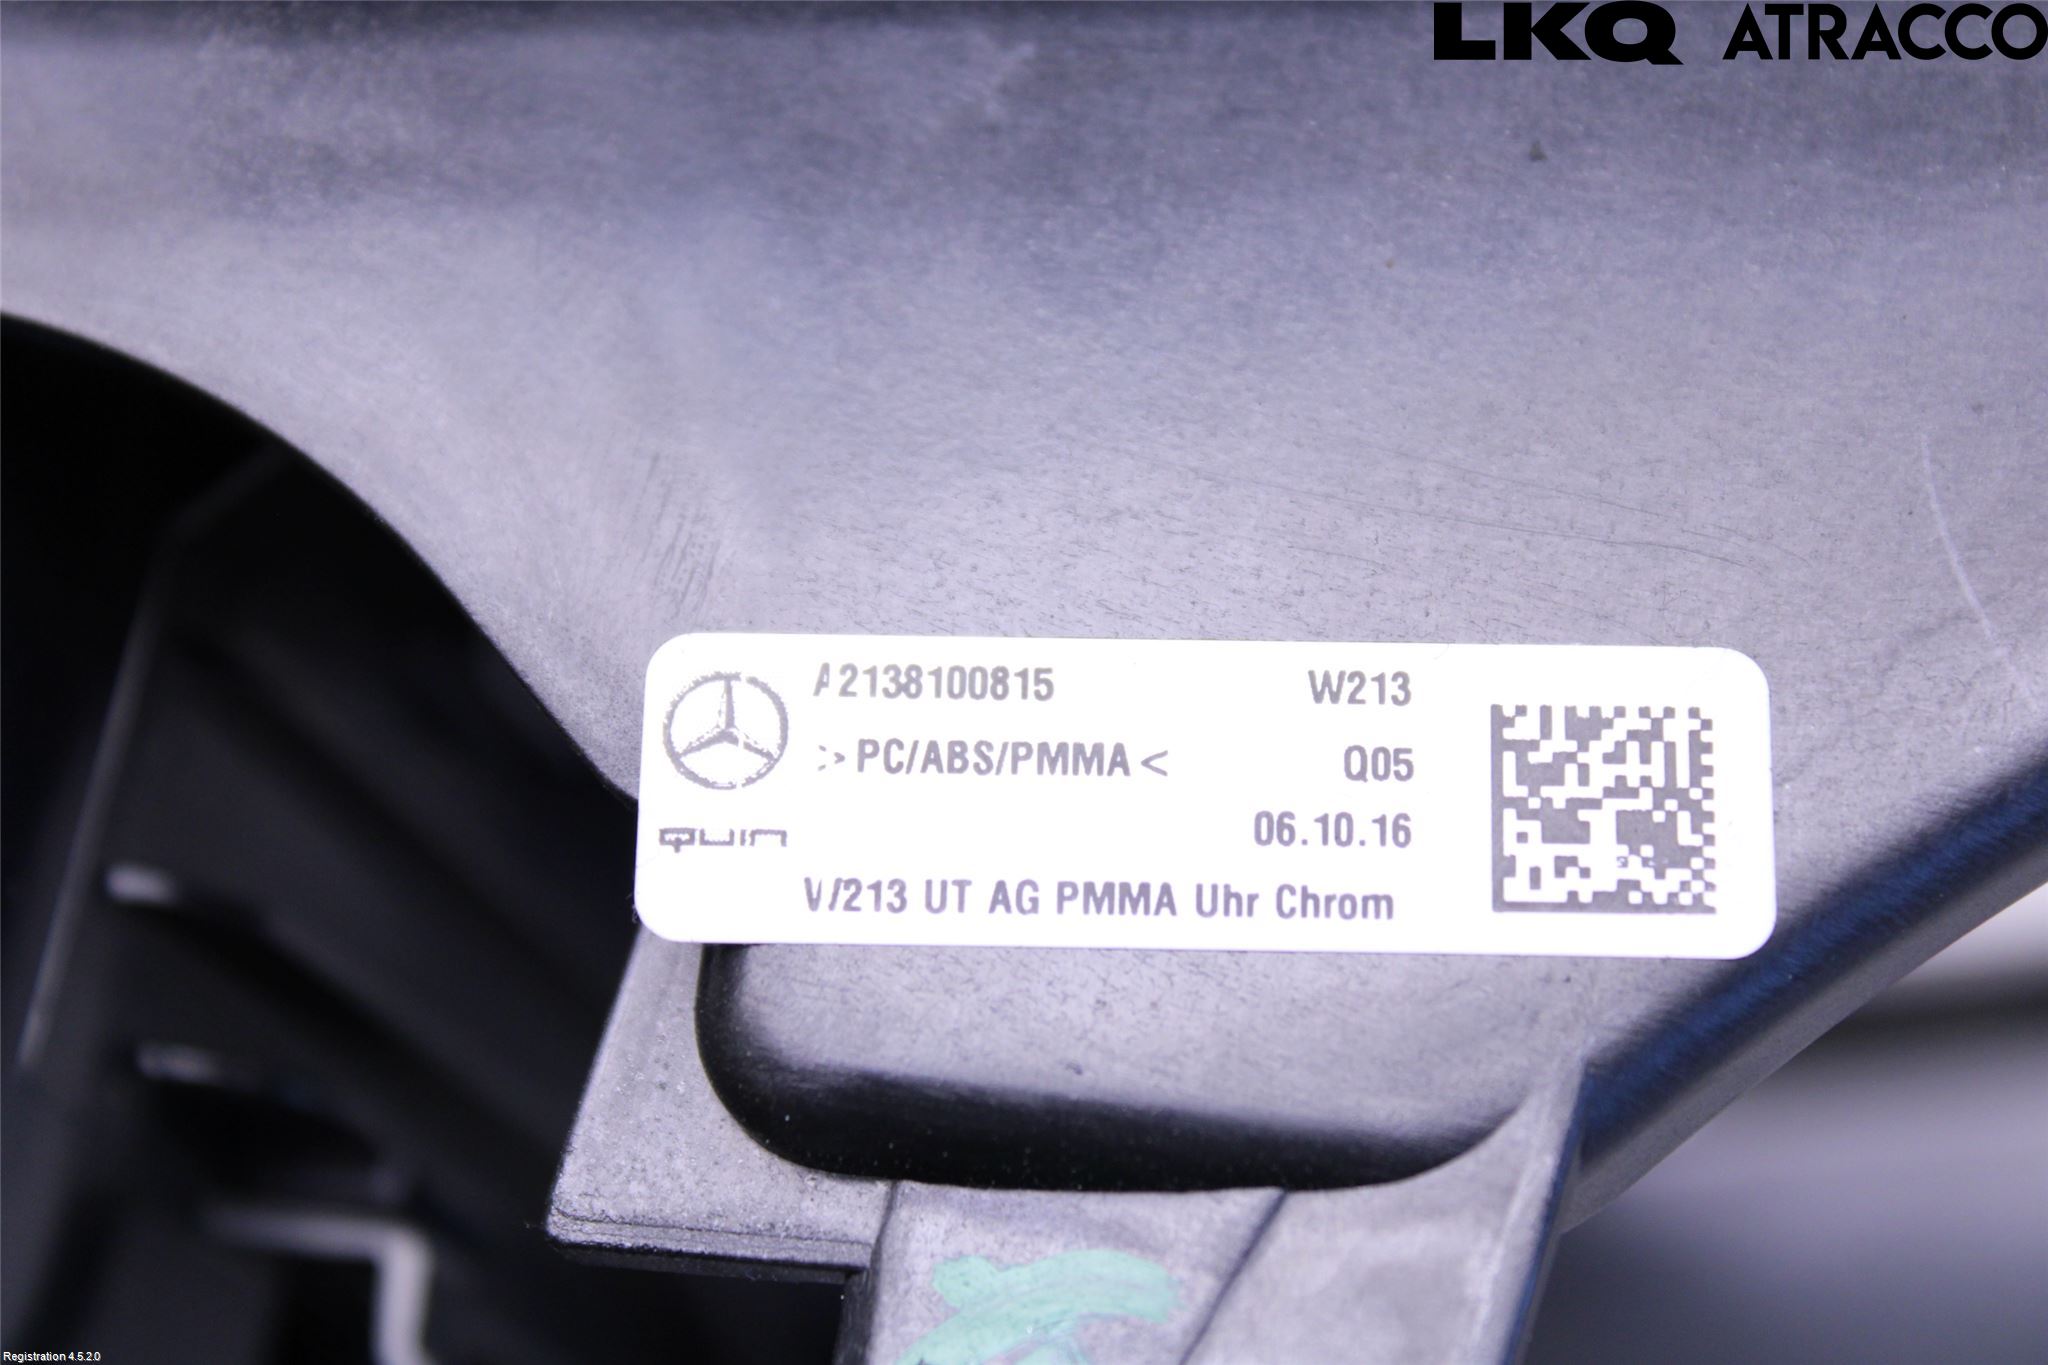 LKQ ATRACCO
A2138100815 W213
>PC/ABS/PMMA< Q05
quin 06.10.16
V/213 UT AG PMMA Uhr Chrom
Registration 4.5.2.0